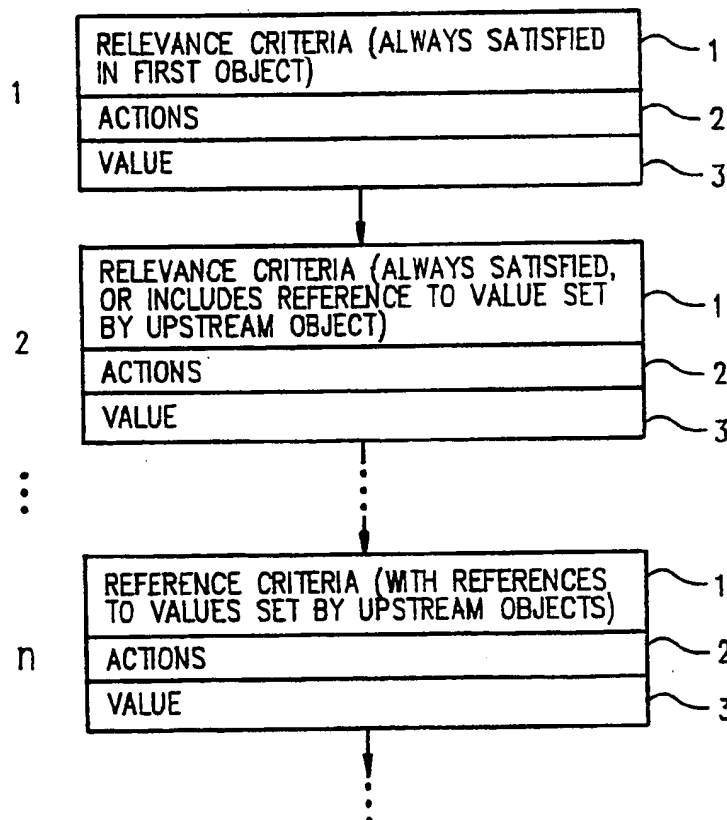 RELEVANCE CRITERIA (ALWAYS SATISFIED
IN FIRST OBJECT)
1
1
ACTIONS
2
VALUE
3
RELEVANCE CRITERIA (ALWAYS SATISFIED,
OR INCLUDES REFERENCE TO VALUE SET
BY UPSTREAM OBJECT)
1
2
ACTIONS
2
VALUE
3
REFERENCE CRITERIA (WITH REFERENCES
TO VALUES SET BY UPSTREAM OBJECTS)
1
n
ACTIONS
2
VALUE
3